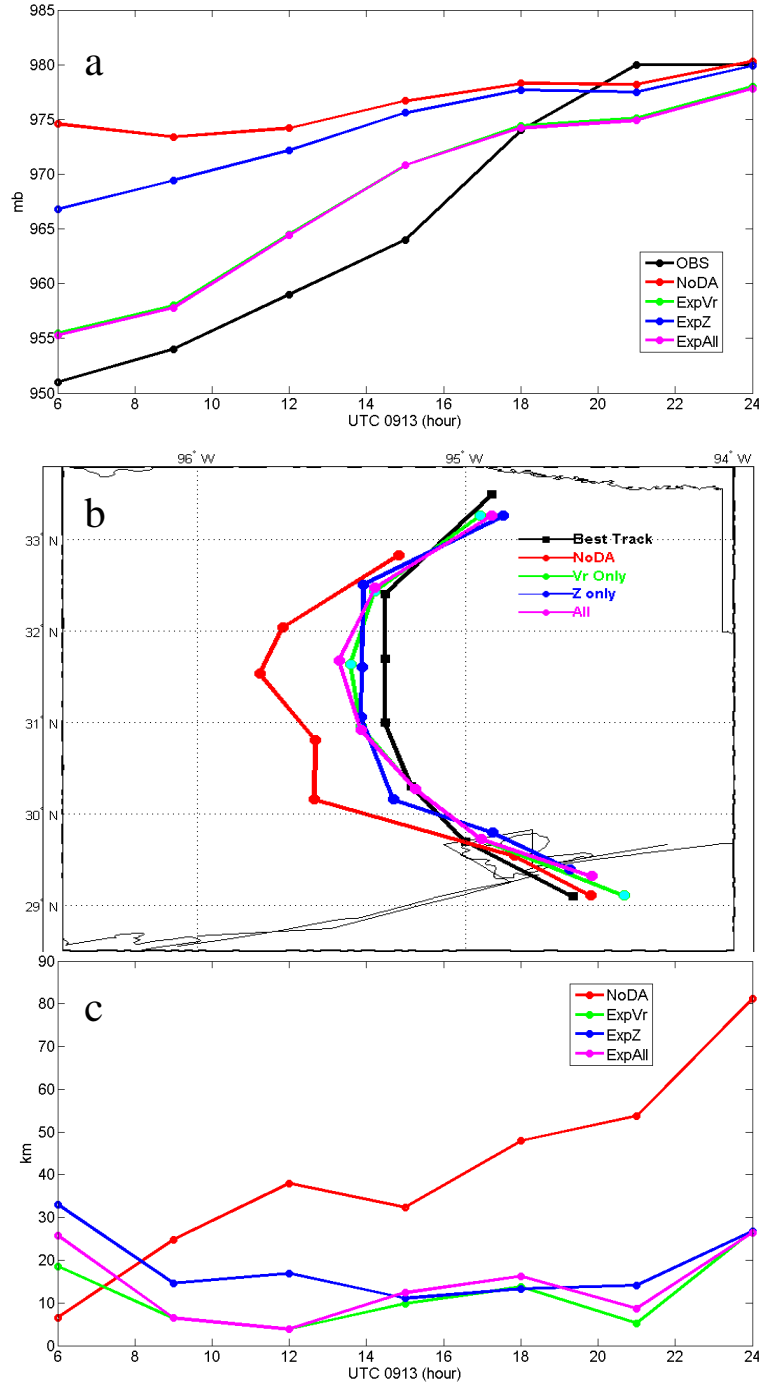 985
980
975
970
965
960
955
950
mb
a
OBS
NoDA
ExpVr
ExpZ
ExpAll
6 8 10 12 14 16 18 20 22 24
UTC 0913 (hour)
96° W 95° W 94° W
b
33° N
32° N
31° N
30° N
29° N
Best Track
NoDA
Vr Only
Z only
All
90
80
70
60
50
40
30
20
10
0
km
c
NoDA
ExpVr
ExpZ
ExpAll
6 8 10 12 14 16 18 20 22 24
UTC 0913 (hour)